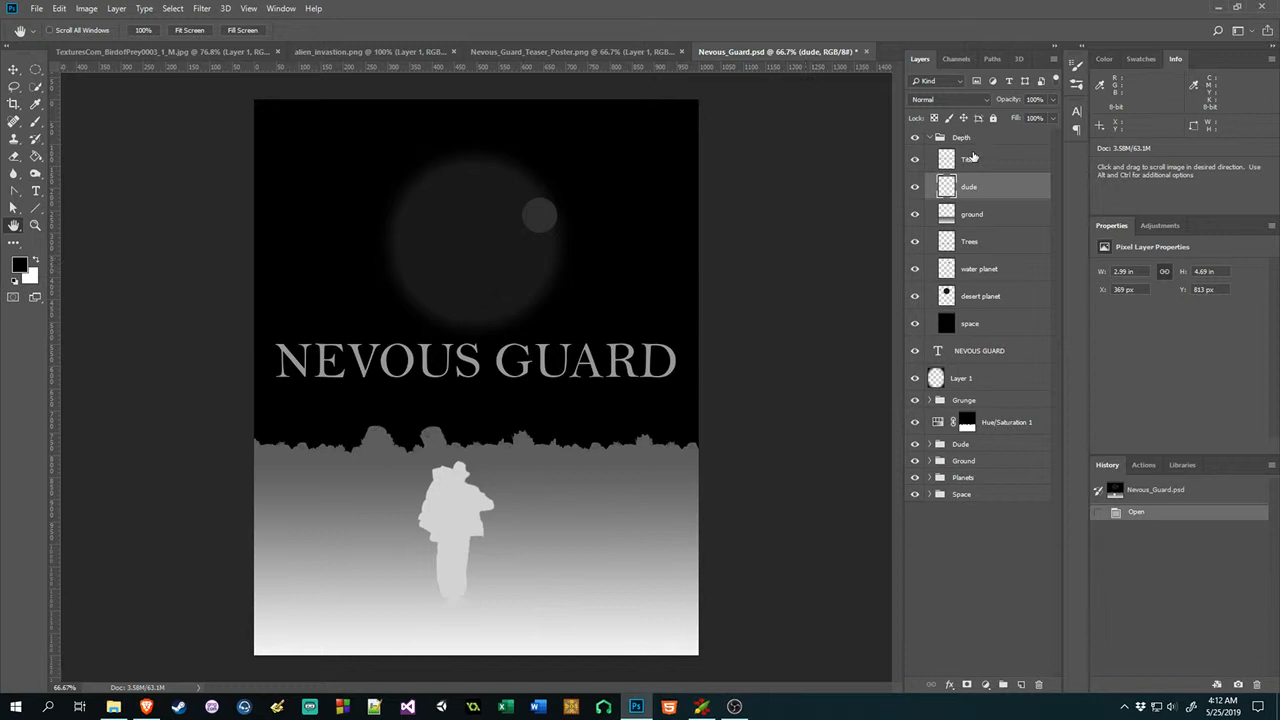 File Edit Image Layer Type Select Filter 3D View Window Help
Scroll All Windows 100% Fit Screen Fill Screen
TexturesCom_BirdofPrey0003_1_M.jpg @ 76.8% (Layer 1, RG... × alien_invastion.png @ 100% (Layer 1, RGB... × Nevous_Guard_Teaser_Poster.png @ 66.7% (Layer 1, RGB... × Nevous_Guard.psd @ 66.7% (dude, RGB/8#) * ×
Layers Channels Paths 3D
Kind
Normal Opacity: 100%
Lock: Fill: 100%
Depth
dude
ground
Trees
water planet
desert planet
space
NEVOUS GUARD
Layer 1
Grunge
Hue/Saturation 1
Dude
Ground
Planets
Space
Color Swatches Info
R: C:
G: M:
B: Y:
K:
8-bit 8-bit
X: W:
Y: H:
Doc: 3.58M/63.1M
Click and drag to scroll image in desired direction. Use
Alt and Ctrl for additional options
Properties Adjustments
Pixel Layer Properties
W: 2.99 in H: 4.69 in
X: 369 px Y: 813 px
History Actions Libraries
Nevous_Guard.psd
Open
NEVOUS GUARD
66.67% Doc: 3.58M/63.1M
4:12 AM
5/25/2019